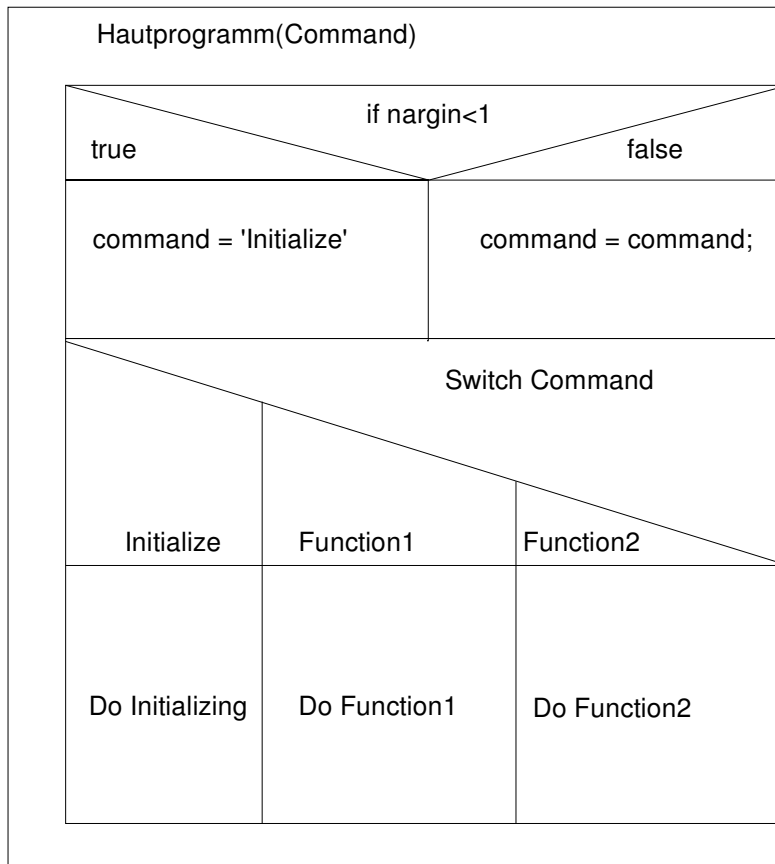 Hautprogramm(Command)
if nargin<1
true
false
command = 'Initialize'
command = command;
Switch Command
Initialize
Function1
Function2
Do Initializing
Do Function1
Do Function2